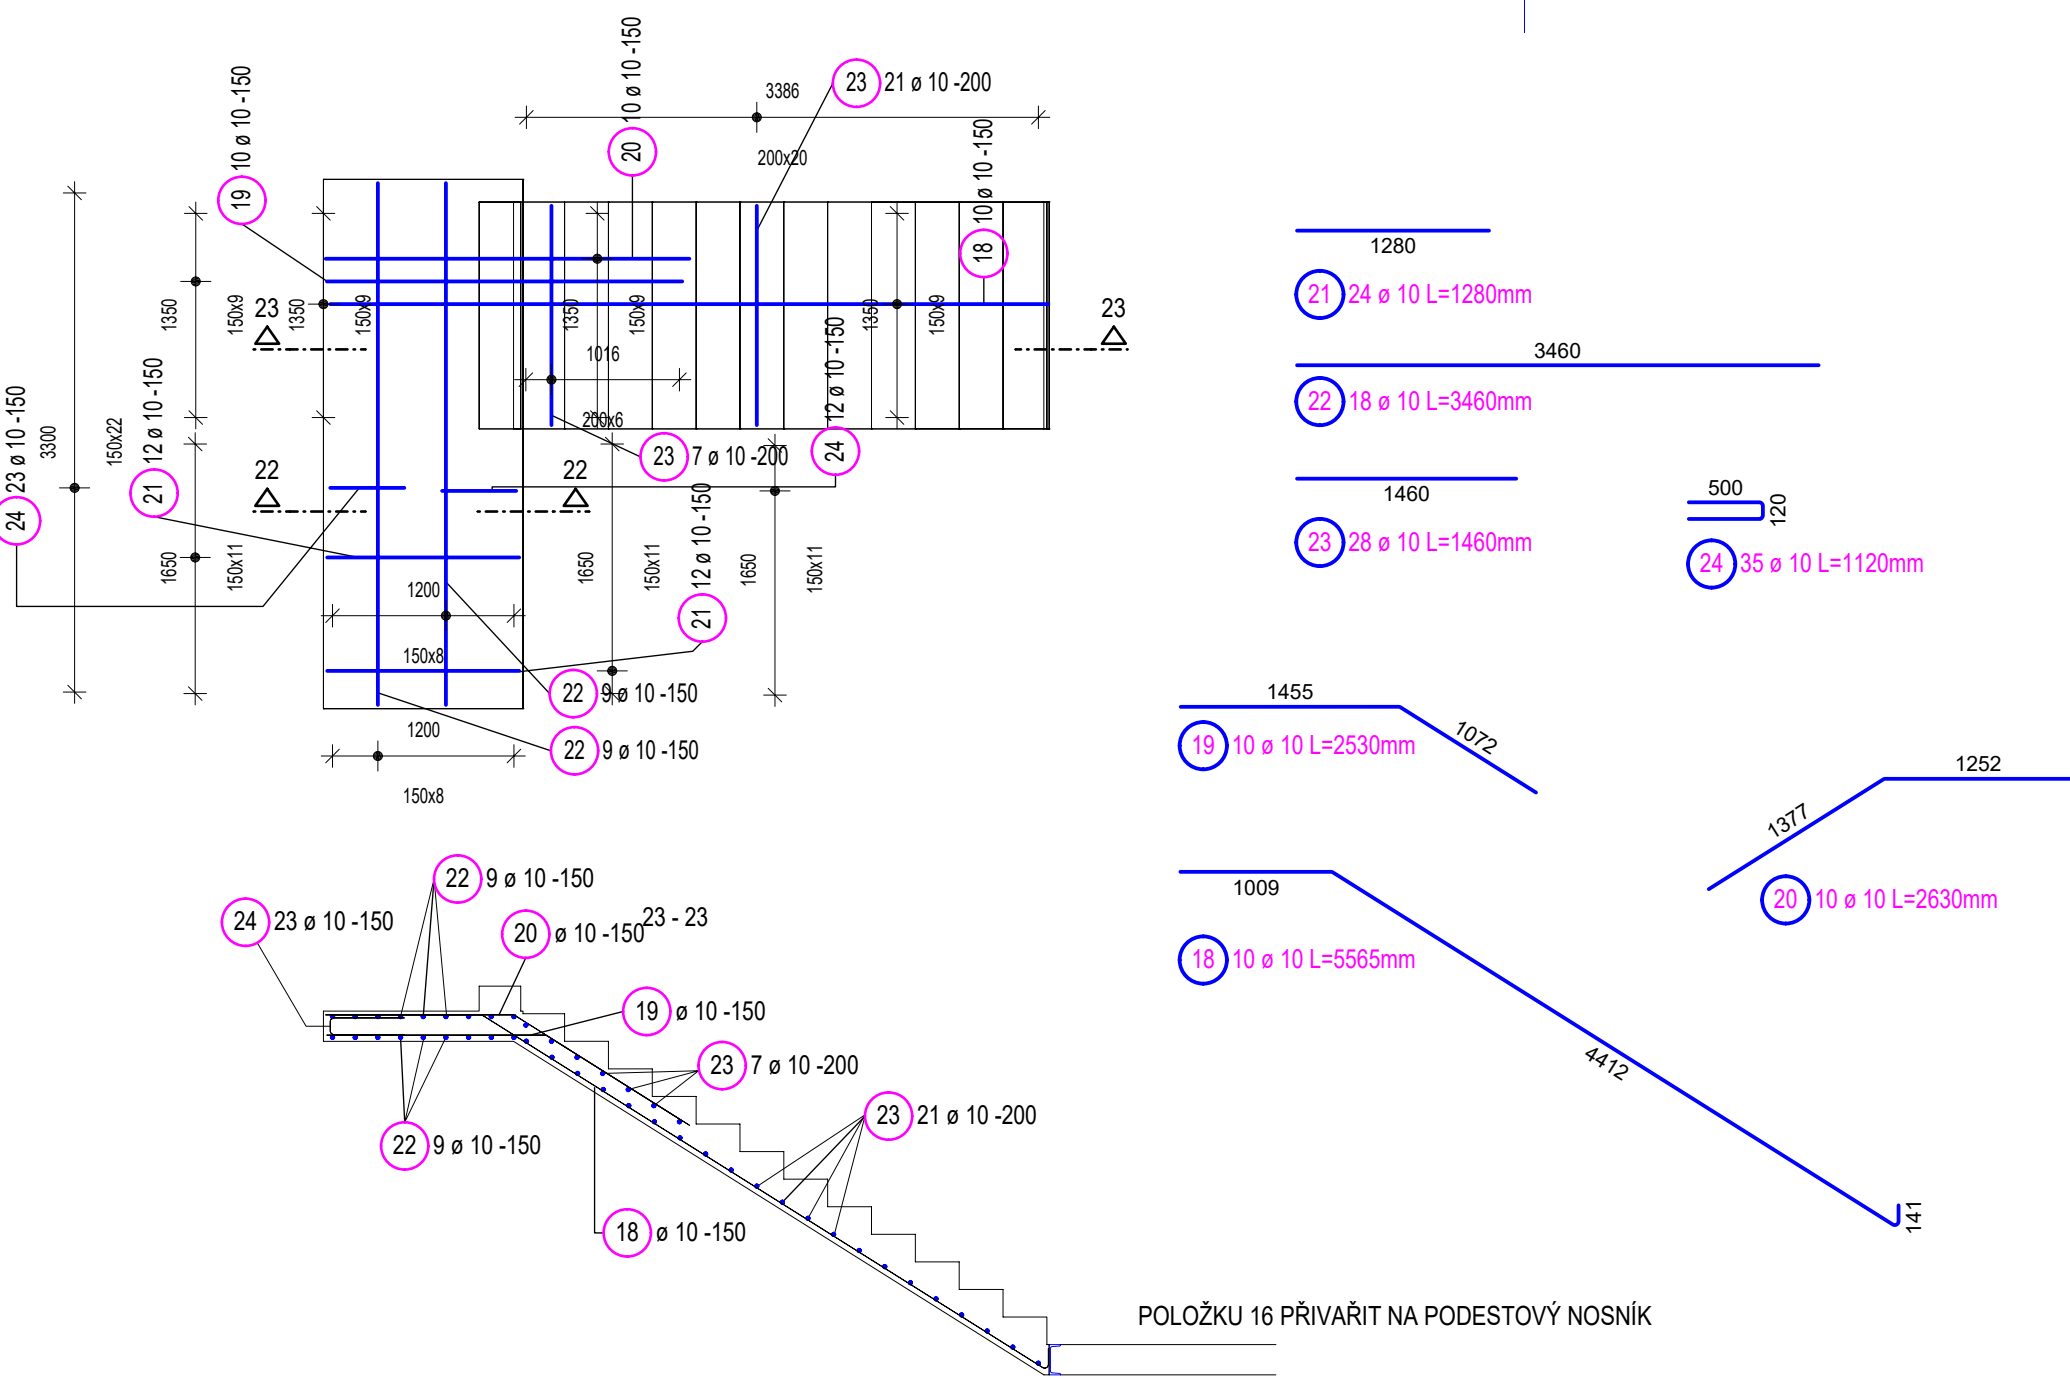 10 ø 10 -150
20
3386
23 21 ø 10 -200
200x20
10 ø 10 -150
19
10 ø 10 -150
18
1350
150x9
1350
150x9
1350
150x9
1350
150x9
23
23
1016
200x6
23 7 ø 10 -200
12 ø 10 -150
24
23 ø 10 -150
24
3300
150x22
12 ø 10 -150
21
22
22
1650
150x11
1650
150x11
1650
150x11
12 ø 10 -150
21
1200
150x8
22 9 ø 10 -150
1200
22 9 ø 10 -150
150x8
1280
21 24 ø 10 L=1280mm
3460
22 18 ø 10 L=3460mm
1460
23 28 ø 10 L=1460mm
500
120
24 35 ø 10 L=1120mm
1455
1072
19 10 ø 10 L=2530mm
1252
1377
20 10 ø 10 L=2630mm
1009
18 10 ø 10 L=5565mm
4412
141
22 9 ø 10 -150
24 23 ø 10 -150
20 ø 10 -150
23 - 23
19 ø 10 -150
23 7 ø 10 -200
23 21 ø 10 -200
22 9 ø 10 -150
18 ø 10 -150
POLOŽKU 16 PŘIVAŘIT NA PODESTOVÝ NOSNÍK